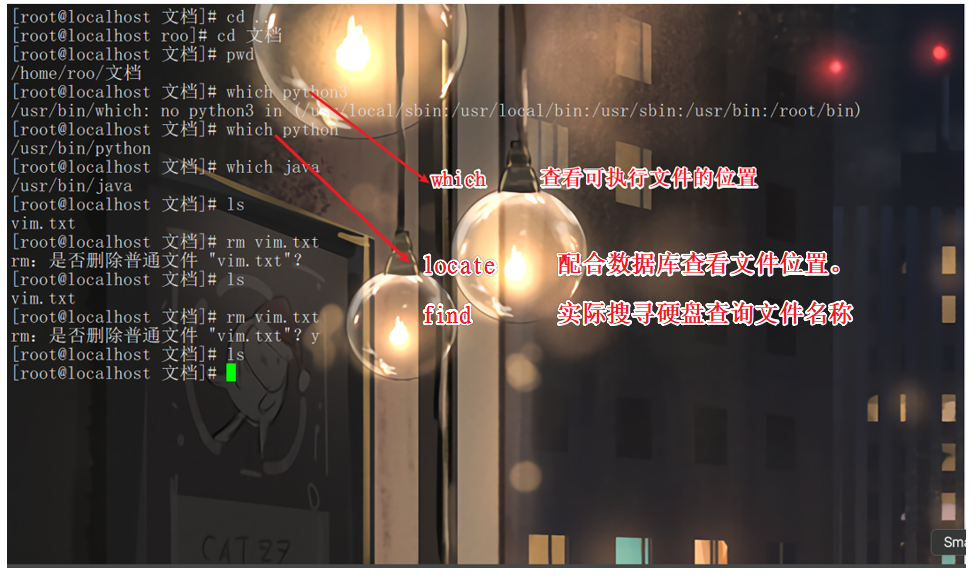 [root@localhost 文档]# cd ..
[root@localhost roo]# cd 文档
[root@localhost 文档]# pwd
/home/roo/文档
[root@localhost 文档]# which python3
/usr/bin/which: no python3 in (/usr/local/sbin:/usr/local/bin:/usr/sbin:/usr/bin:/root/bin)
[root@localhost 文档]# which python
/usr/bin/python
[root@localhost 文档]# which java
/usr/bin/java
which 查看可执行文件的位置
[root@localhost 文档]# ls
vim.txt
[root@localhost 文档]# rm vim.txt
rm：是否删除普通文件 "vim.txt"？
locate 配合数据库查看文件位置。
[root@localhost 文档]# ls
vim.txt
[root@localhost 文档]# rm vim.txt
find 实际搜寻硬盘查询文件名称
rm：是否删除普通文件 "vim.txt"？y
[root@localhost 文档]# ls
[root@localhost 文档]#
CAT 27